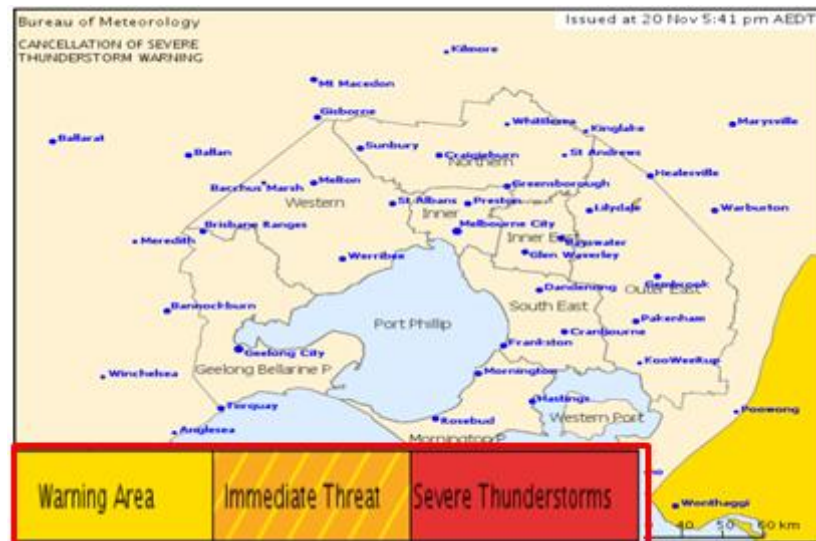 Bureau of Meteorology
Issued at 20 Nov 5:41 pm AEDT
CANCELLATION OF SEVERE
THUNDERSTORM WARNING
Kilmore
Mt Macedon
Gisborne
Whittlesea
Kinglake
Marysville
Ballarat
Ballan
Sunbury
Craigieburn
Northern
St Andrews
Healesville
Bacchus Marsh
Melton
Western
Greensborough
St Albans
Preston
Inner
Lilydale
Warburton
Brisbane Ranges
Melbourne City
Inner East
Bayswater
Meredith
Werribee
Glen Waverley
Dandenong
Gembrook
Outer East
Bannockburn
South East
Port Phillip
Pakenham
Cranbourne
Frankston
Geelong City
Geelong Bellarine P
KooWeeRup
Winchelsea
Mornington
Hastings
Torquay
Western Port
Poowong
Rosebud
Anglesea
Mornington P
Warning Area
Immediate Threat
Severe Thunderstorms
Wonthaggi
40
60 km